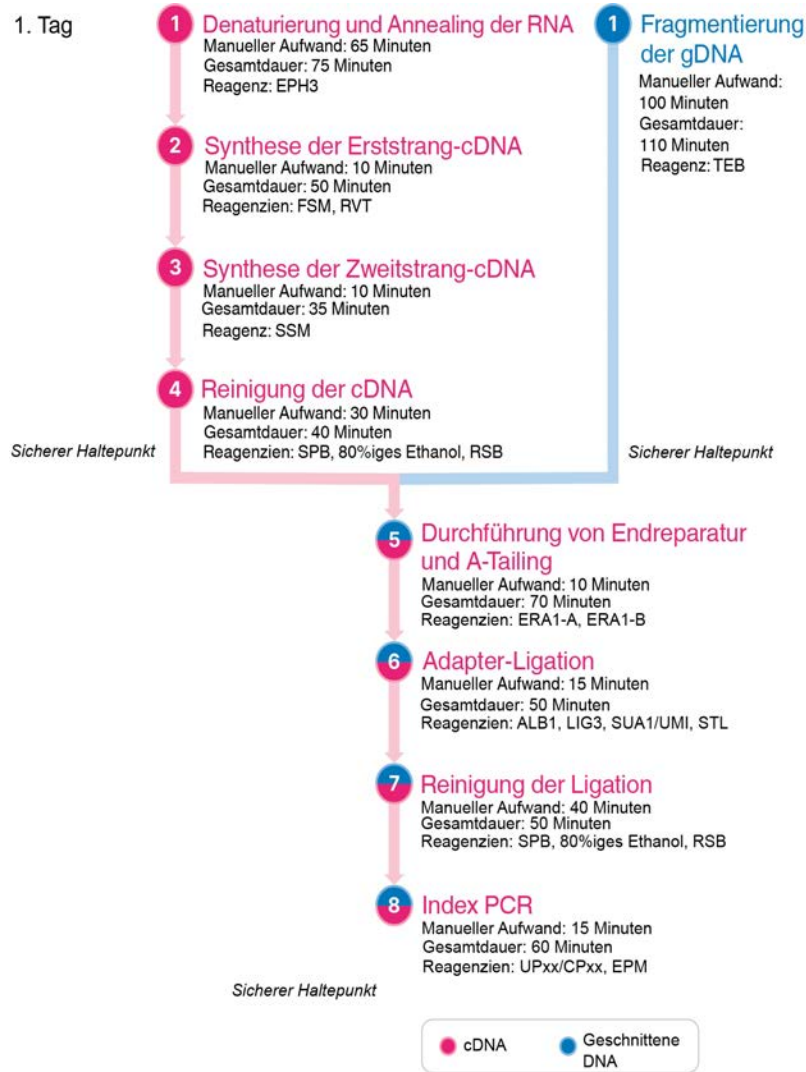 1. Tag
1 Denaturierung und Annealing der RNA
Manueller Aufwand: 65 Minuten
Gesamtdauer: 75 Minuten
Reagenz: EPH3
1 Fragmentierung
der gDNA
Manueller Aufwand:
100 Minuten
Gesamtdauer:
110 Minuten
Reagenz: TEB
2 Synthese der Erststrang-cDNA
Manueller Aufwand: 10 Minuten
Gesamtdauer: 50 Minuten
Reagenzien: FSM, RVT
3 Synthese der Zweitstrang-cDNA
Manueller Aufwand: 10 Minuten
Gesamtdauer: 35 Minuten
Reagenz: SSM
4 Reinigung der cDNA
Manueller Aufwand: 30 Minuten
Gesamtdauer: 40 Minuten
Reagenzien: SPB, 80%iges Ethanol, RSB
Sicherer Haltepunkt
Sicherer Haltepunkt
5 Durchführung von Endreparatur
und A-Tailing
Manueller Aufwand: 10 Minuten
Gesamtdauer: 70 Minuten
Reagenzien: ERA1-A, ERA1-B
6 Adapter-Ligation
Manueller Aufwand: 15 Minuten
Gesamtdauer: 50 Minuten
Reagenzien: ALB1, LIG3, SUA1/UMI, STL
7 Reinigung der Ligation
Manueller Aufwand: 40 Minuten
Gesamtdauer: 50 Minuten
Reagenzien: SPB, 80%iges Ethanol, RSB
8 Index PCR
Manueller Aufwand: 15 Minuten
Gesamtdauer: 60 Minuten
Reagenzien: UPxx/CPxx, EPM
Sicherer Haltepunkt
cDNA
Geschnittene
DNA